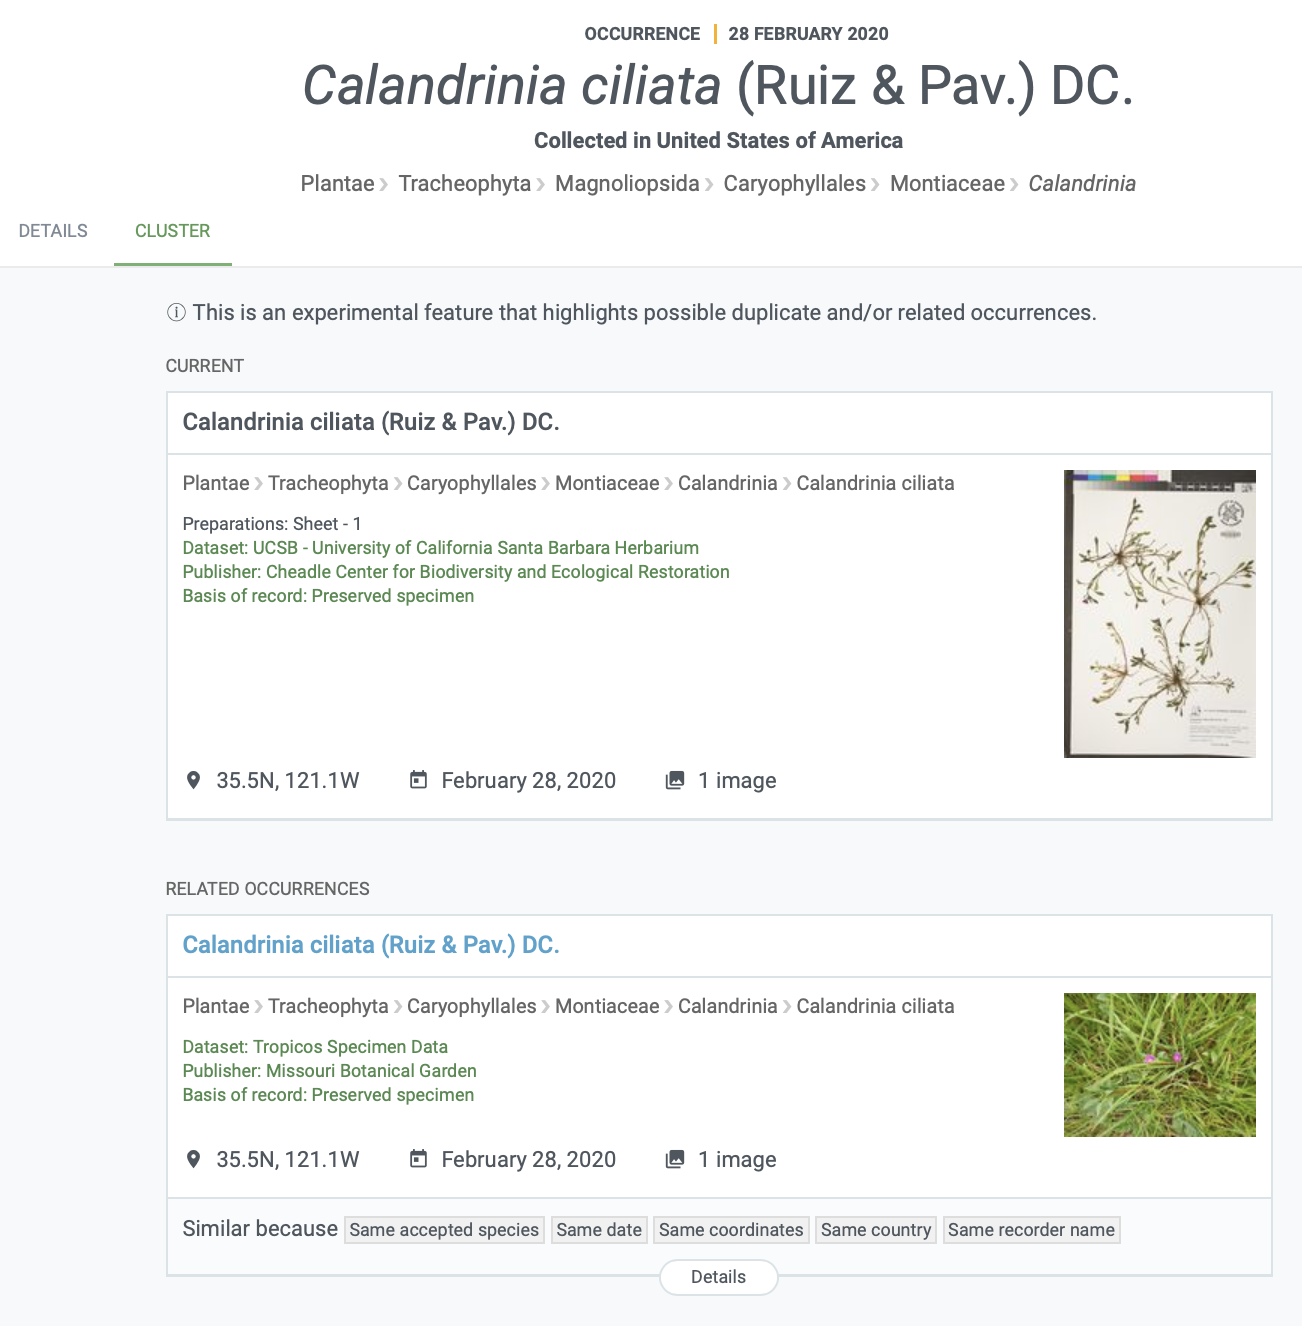 OCCURRENCE | 28 FEBRUARY 2020
Calandrinia ciliata (Ruiz & Pav.) DC.
Collected in United States of America
Plantae › Tracheophyta › Magnoliopsida › Caryophyllales › Montiaceae › Calandrinia
DETAILS CLUSTER
This is an experimental feature that highlights possible duplicate and/or related occurrences.
CURRENT
Calandrinia ciliata (Ruiz & Pav.) DC.
Plantae › Tracheophyta › Caryophyllales › Montiaceae › Calandrinia › Calandrinia ciliata
Preparations: Sheet - 1
Dataset: UCSB - University of California Santa Barbara Herbarium
Publisher: Cheadle Center for Biodiversity and Ecological Restoration
Basis of record: Preserved specimen
35.5N, 121.1W February 28, 2020 1 image
RELATED OCCURRENCES
Calandrinia ciliata (Ruiz & Pav.) DC.
Plantae › Tracheophyta › Caryophyllales › Montiaceae › Calandrinia › Calandrinia ciliata
Dataset: Tropicos Specimen Data
Publisher: Missouri Botanical Garden
Basis of record: Preserved specimen
35.5N, 121.1W February 28, 2020 1 image
Similar because Same accepted species Same date Same coordinates Same country Same recorder name
Details